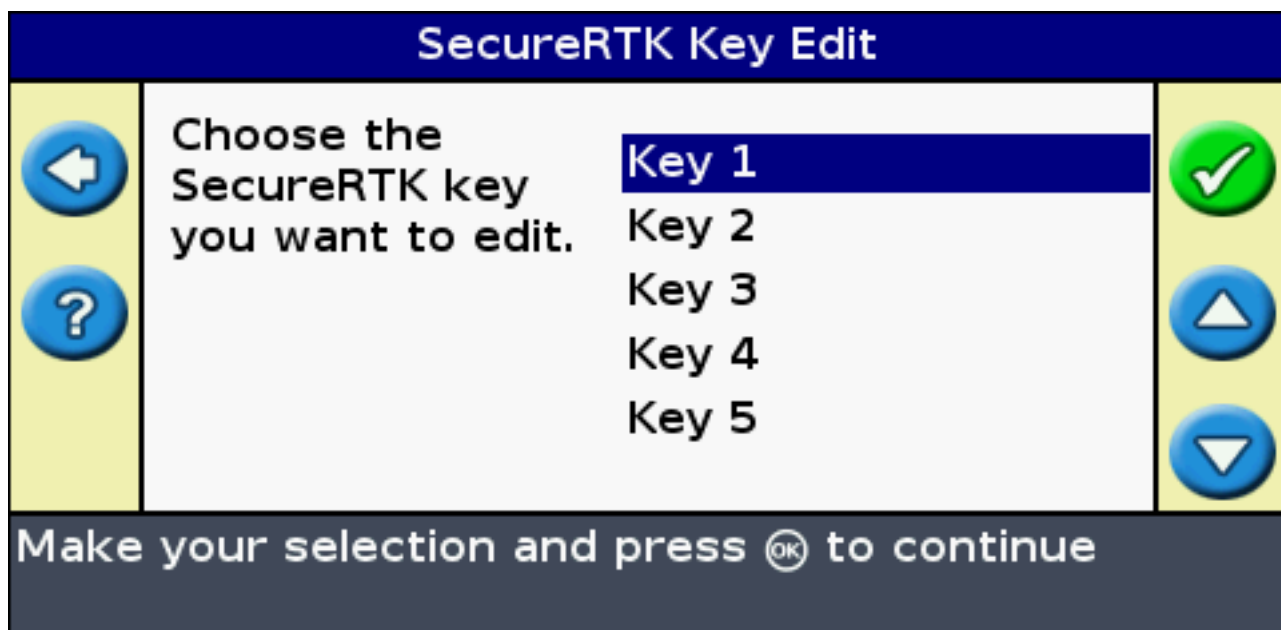 SecureRTK Key Edit
Choose the
SecureRTK key
you want to edit.
Key 1
Key 2
Key 3
Key 4
Key 5
?
Make your selection and press OK to continue